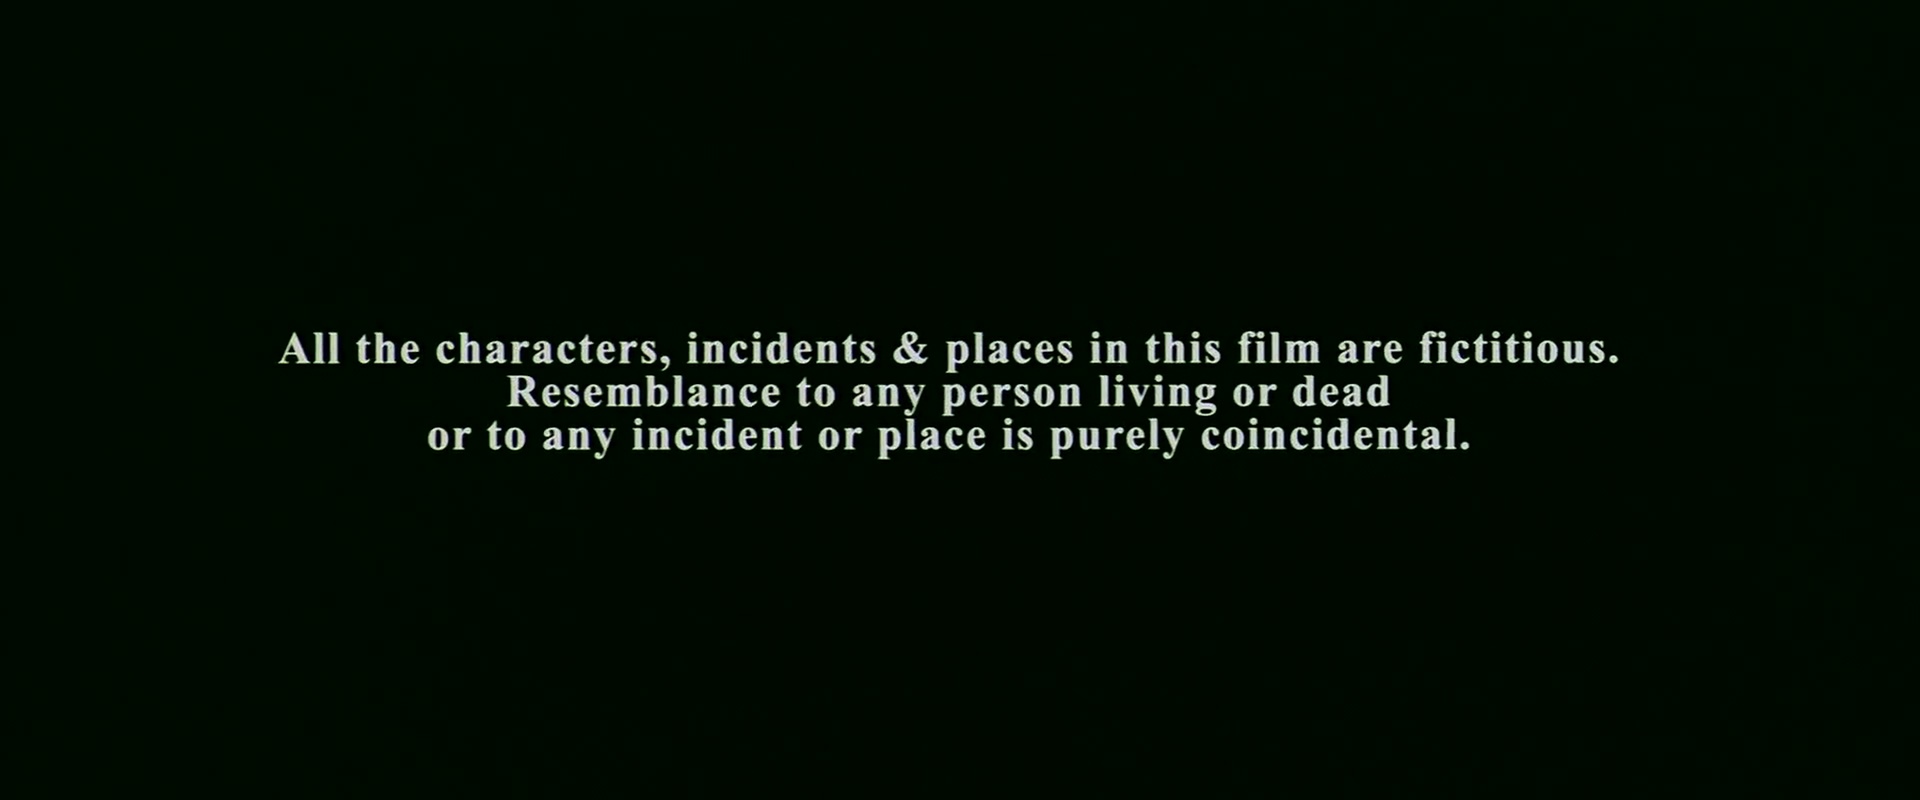 All the characters, incidents & places in this film are fictitious.
Resemblance to any person living or dead
or to any incident or place is purely coincidental.